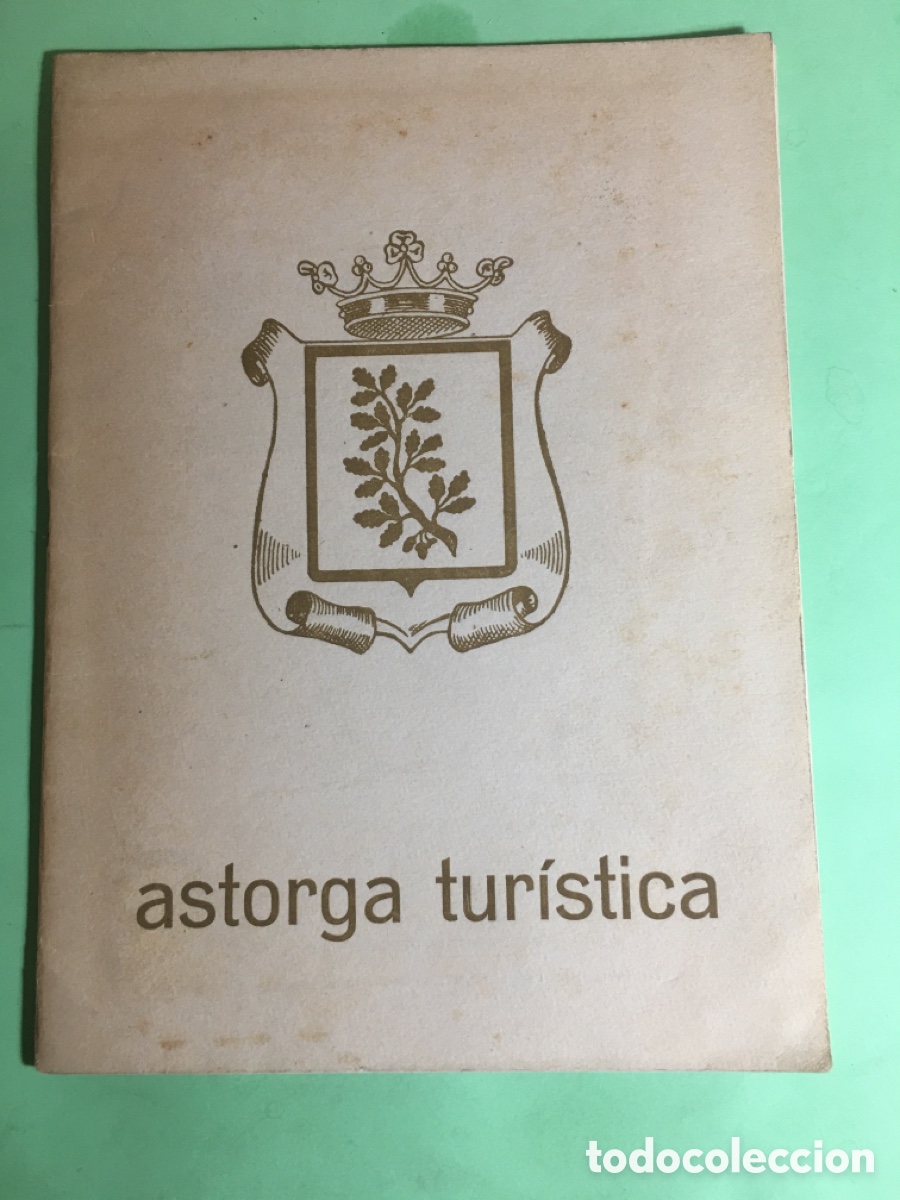 astorga turística
todocoleccion